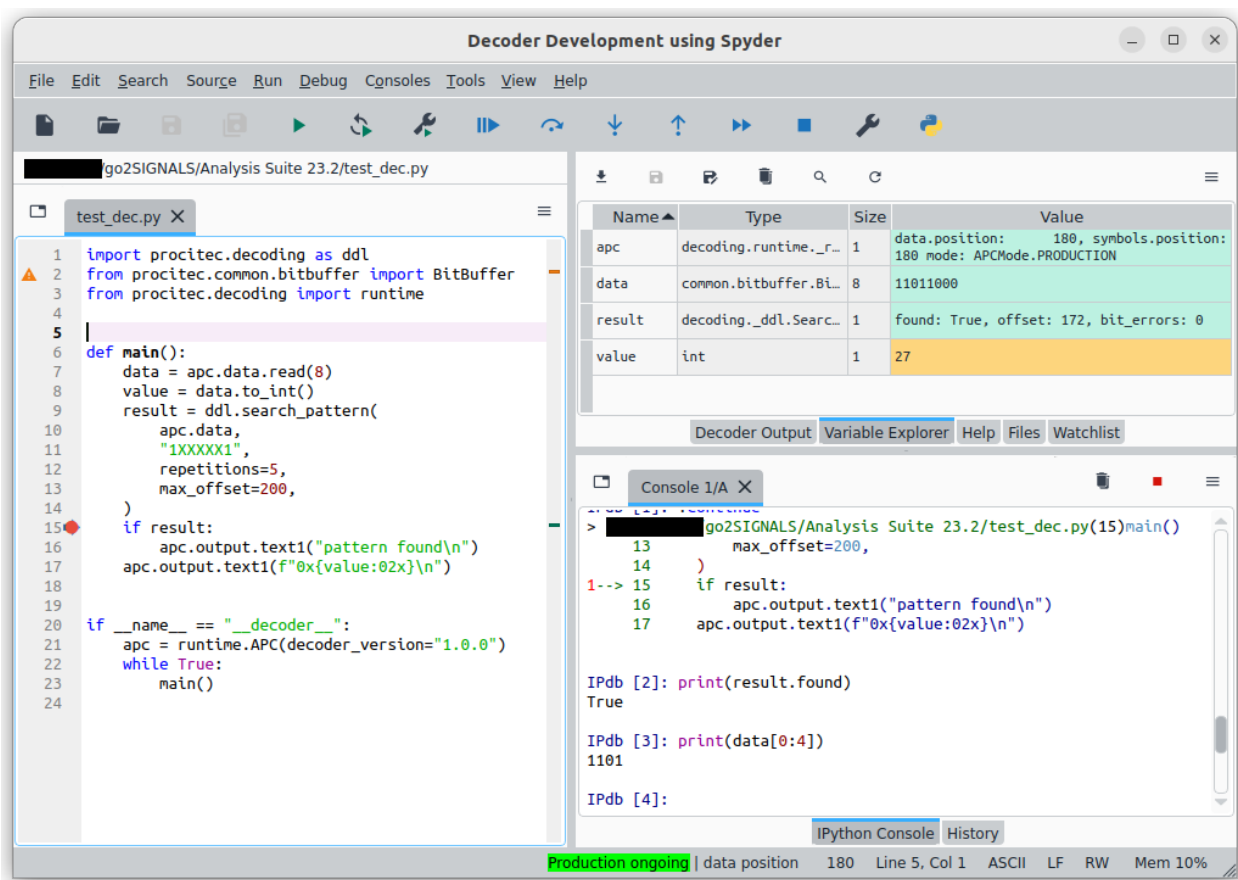 Decoder Development using Spyder
File Edit Search Source Run Debug Consoles Tools View Help
/go2SIGNALS/Analysis Suite 23.2/test_dec.py
test_dec.py
1 import procitec.decoding as ddl
2 from procitec.common.bitbuffer import BitBuffer
3 from procitec.decoding import runtime
4
5
6 def main():
7     data = apc.data.read(8)
8     value = data.to_int()
9     result = ddl.search_pattern(
10         apc.data,
11         "1XXXXX1",
12         repetitions=5,
13         max_offset=200,
14     )
15     if result:
16         apc.output.text1("pattern found\n")
17     apc.output.text1(f"0x{value:02x}\n")
18
19
20 if __name__ == "__decoder__":
21     apc = runtime.APC(decoder_version="1.0.0")
22     while True:
23         main()
24
Name Type Size Value
apc decoding.runtime._r… 1 data.position: 180, symbols.position:
180 mode: APCMode.PRODUCTION
data common.bitbuffer.Bi… 8 11011000
result decoding._ddl.Searc… 1 found: True, offset: 172, bit_errors: 0
value int 1 27
Decoder Output Variable Explorer Help Files Watchlist
Console 1/A
> go2SIGNALS/Analysis Suite 23.2/test_dec.py(15)main()
13         max_offset=200,
14     )
1--> 15     if result:
16         apc.output.text1("pattern found\n")
17     apc.output.text1(f"0x{value:02x}\n")
IPdb [2]: print(result.found)
True
IPdb [3]: print(data[0:4])
1101
IPdb [4]:
IPython Console History
Production ongoing | data position 180 Line 5, Col 1 ASCII LF RW Mem 10%